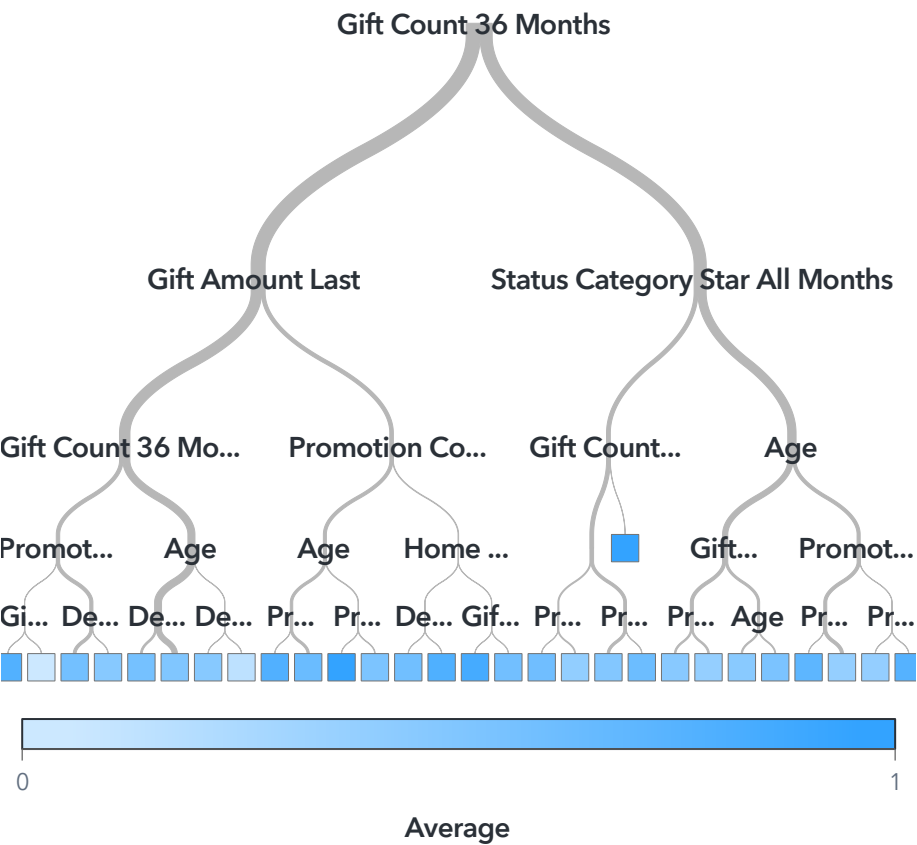 Gift Count 36 Months
Gift Amount Last
Status Category Star All Months
Gift Count 36 Mo...
Promotion Co...
Gift Count...
Age
Promot...
Age
Age
Home ...
Gift...
Promot...
Gi...
De...
De...
De...
Pr...
Pr...
De...
Gif...
Pr...
Pr...
Pr...
Age
Pr...
Pr...
0
1
Average